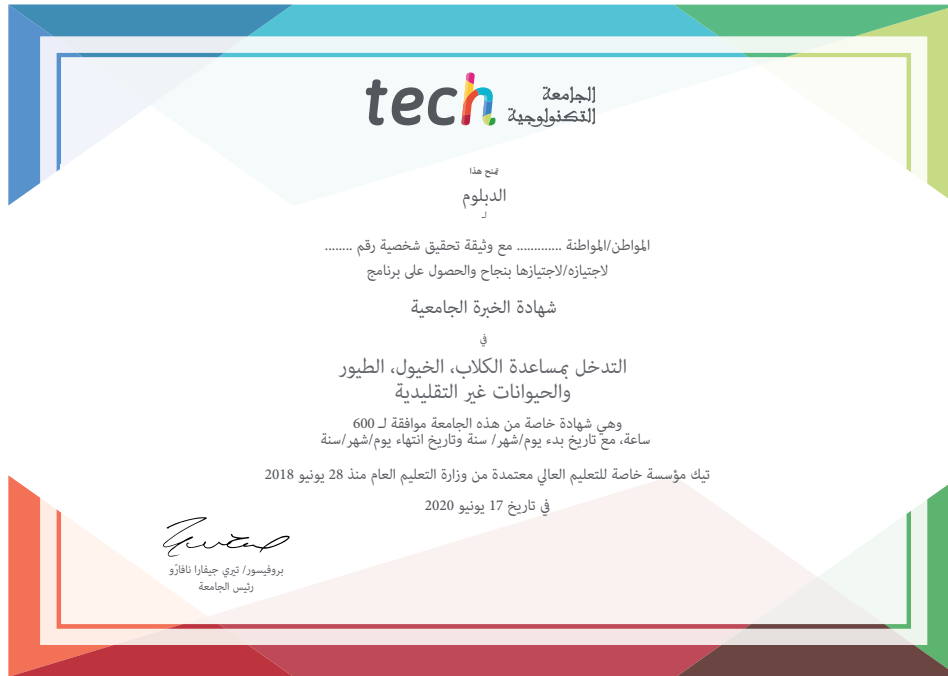 tech الجامعة
التكنولوجية
يمنح هذا
الدبلوم
لـ
المواطن/المواطنة ............. مع وثيقة تحقيق شخصية رقم ........
لاجتيازه/لاجتيازها بنجاح والحصول على برنامج
شهادة الخبرة الجامعية
في
التدخل بمساعدة الكلاب، الخيول، الطيور
والحيوانات غير التقليدية
وهي شهادة خاصة من هذه الجامعة موافقة لـ 600
ساعة، مع تاريخ بدء يوم/شهر/ سنة وتاريخ انتهاء يوم/شهر/سنة
تيك مؤسسة خاصة للتعليم العالي معتمدة من وزارة التعليم العام منذ 28 يونيو 2018
في تاريخ 17 يونيو 2020
بروفيسور/ تيري جيفارا نافارّو
رئيس الجامعة